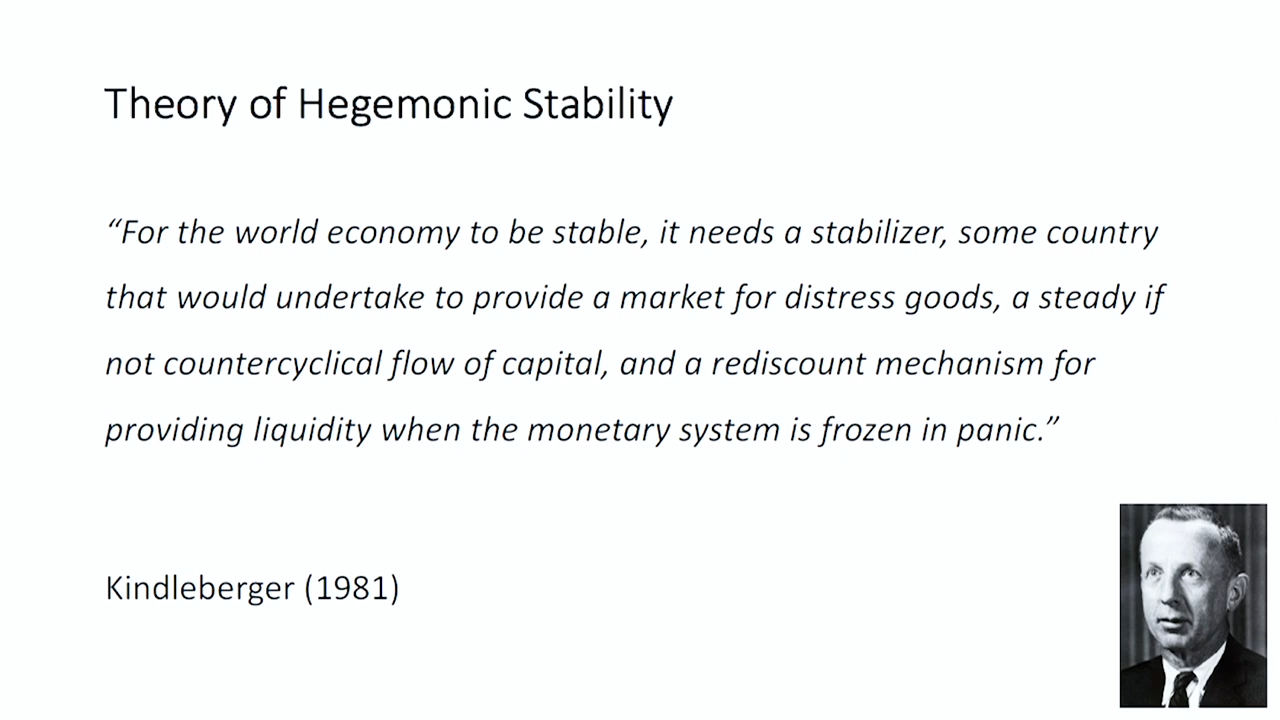 Theory of Hegemonic Stability
“For the world economy to be stable, it needs a stabilizer, some country
that would undertake to provide a market for distress goods, a steady if
not countercyclical flow of capital, and a rediscount mechanism for
providing liquidity when the monetary system is frozen in panic.”
Kindleberger (1981)